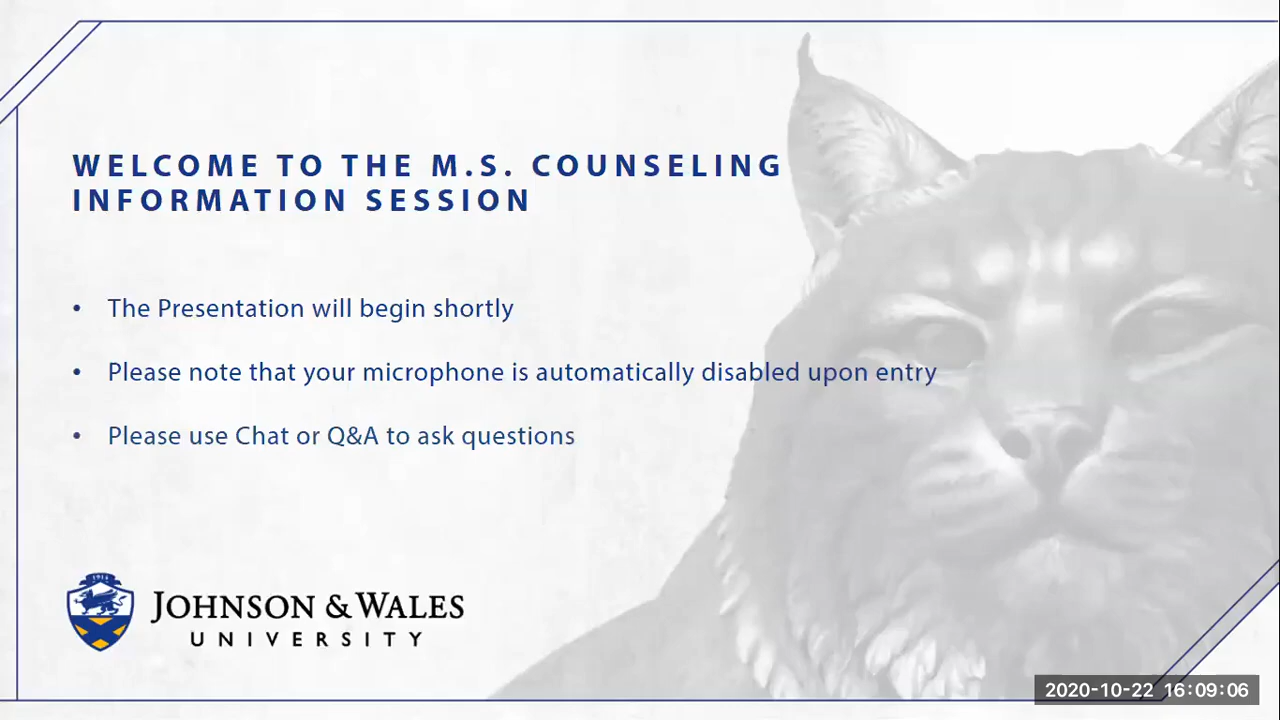 WELCOME TO THE M.S. COUNSELING
INFORMATION SESSION
• The Presentation will begin shortly
• Please note that your microphone is automatically disabled upon entry
• Please use Chat or Q&A to ask questions
1914
JOHNSON & WALES
UNIVERSITY
2020-10-22 16:09:06